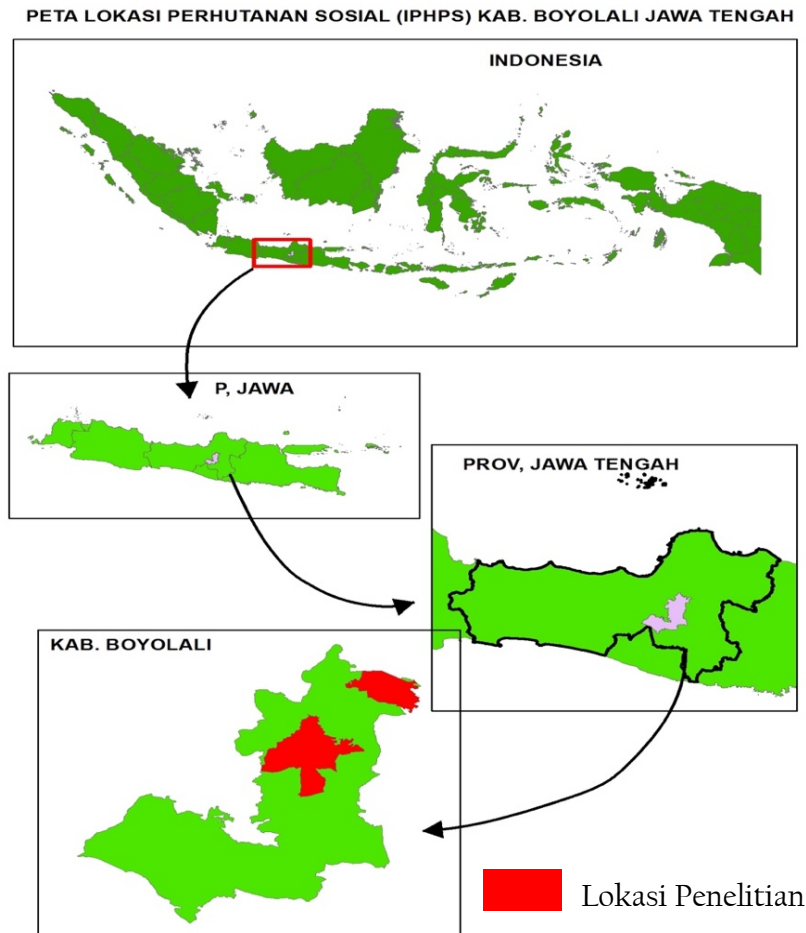 PETA LOKASI PERHUTANAN SOSIAL (IPHPS) KAB. BOYOLALI JAWA TENGAH
INDONESIA
P, JAWA
PROV, JAWA TENGAH
KAB. BOYOLALI
Lokasi Penelitian